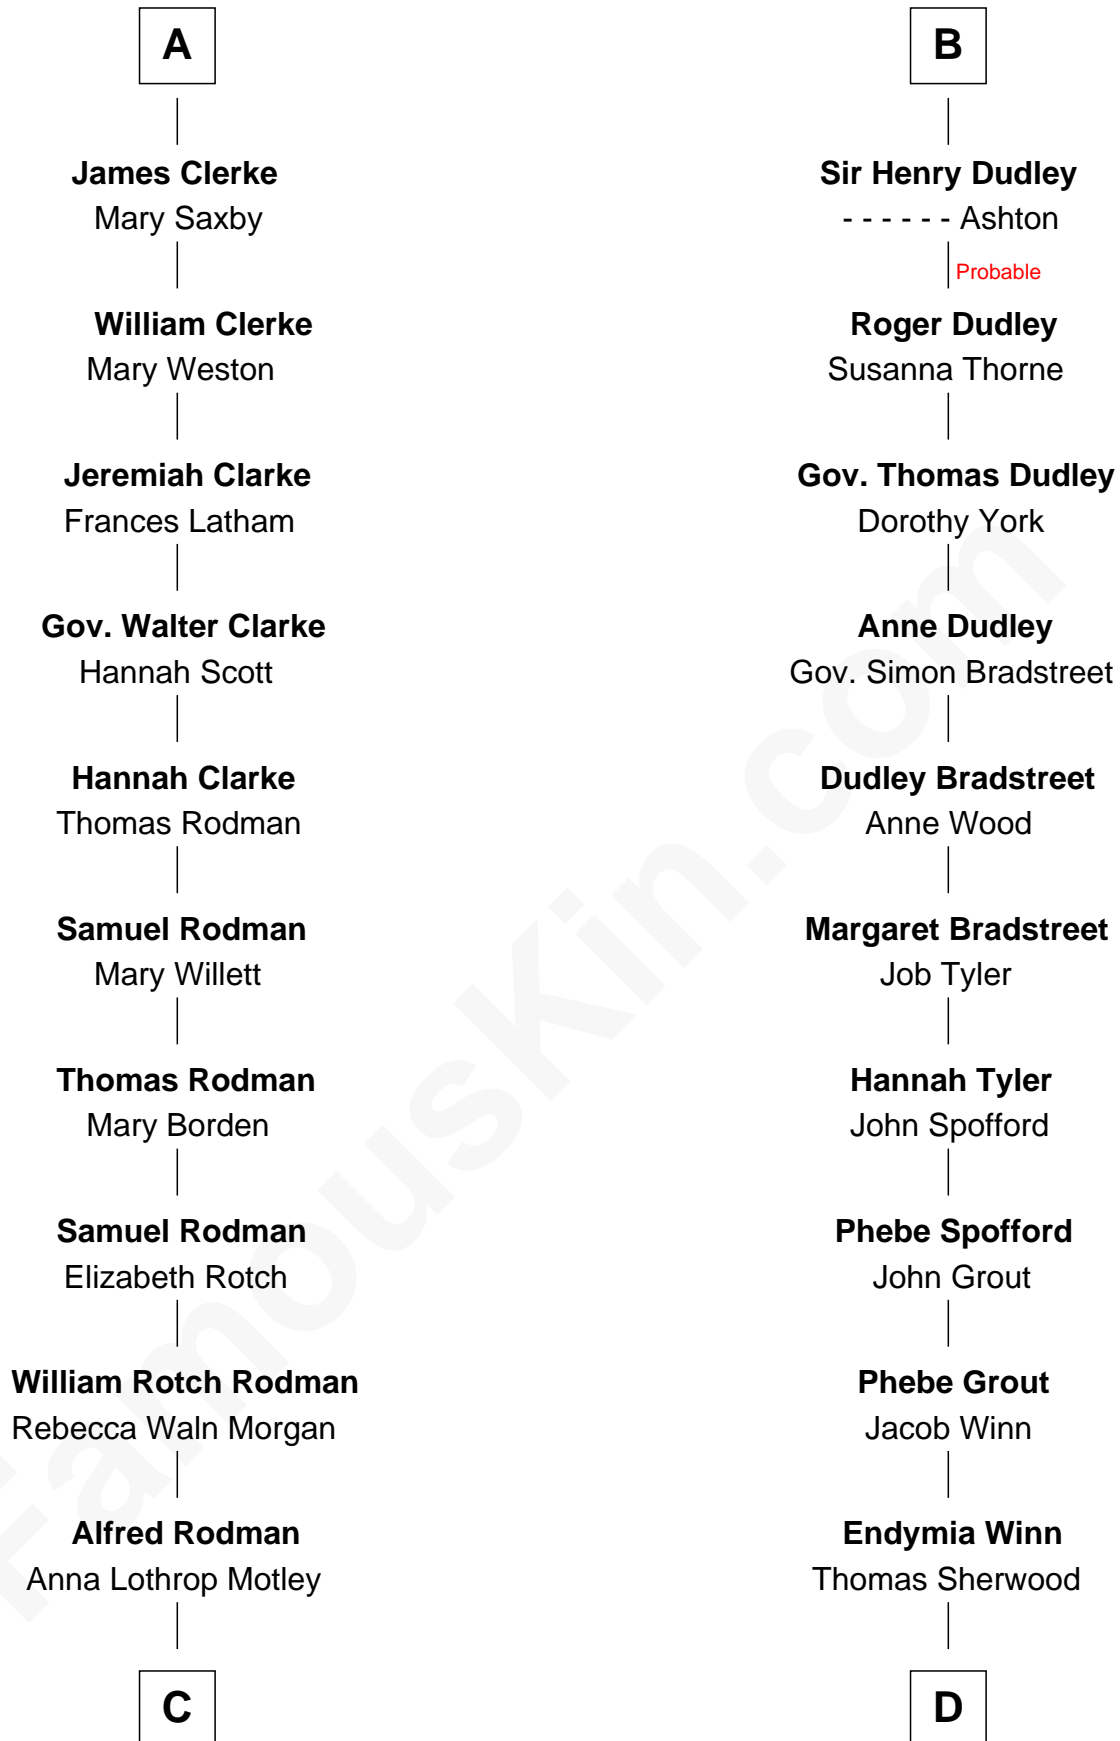 A
James Clerke
Mary Saxby
William Clerke
Mary Weston
Jeremiah Clarke
Frances Latham
Gov. Walter Clarke
Hannah Scott
Hannah Clarke
Thomas Rodman
Samuel Rodman
Mary Willett
Thomas Rodman
Mary Borden
Samuel Rodman
Elizabeth Rotch
William Rotch Rodman
Rebecca Waln Morgan
Alfred Rodman
Anna Lothrop Motley
C
B
Sir Henry Dudley
- - - - - - Ashton
Probable
Roger Dudley
Susanna Thorne
Gov. Thomas Dudley
Dorothy York
Anne Dudley
Gov. Simon Bradstreet
Dudley Bradstreet
Anne Wood
Margaret Bradstreet
Job Tyler
Hannah Tyler
John Spofford
Phebe Spofford
John Grout
Phebe Grout
Jacob Winn
Endymia Winn
Thomas Sherwood
D
FamousKin.com